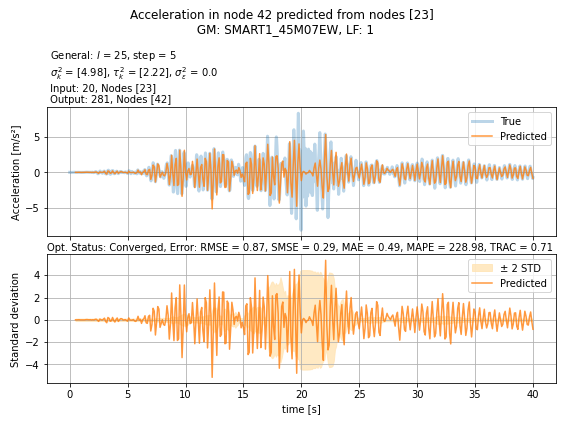 Acceleration in node 42 predicted from nodes [23]
GM: SMART1_45M07EW, LF: 1
General: l = 25, step = 5
σ²ₖ = [4.98], τ²ₖ = [2.22], σ²ε = 0.0
Input: 20, Nodes [23]
Output: 281, Nodes [42]
Acceleration [m/s²]
5
0
−5
True
Predicted
Opt. Status: Converged, Error: RMSE = 0.87, SMSE = 0.29, MAE = 0.49, MAPE = 228.98, TRAC = 0.71
Standard deviation
4
2
0
−2
−4
± 2 STD
Predicted
0 5 10 15 20 25 30 35 40
time [s]